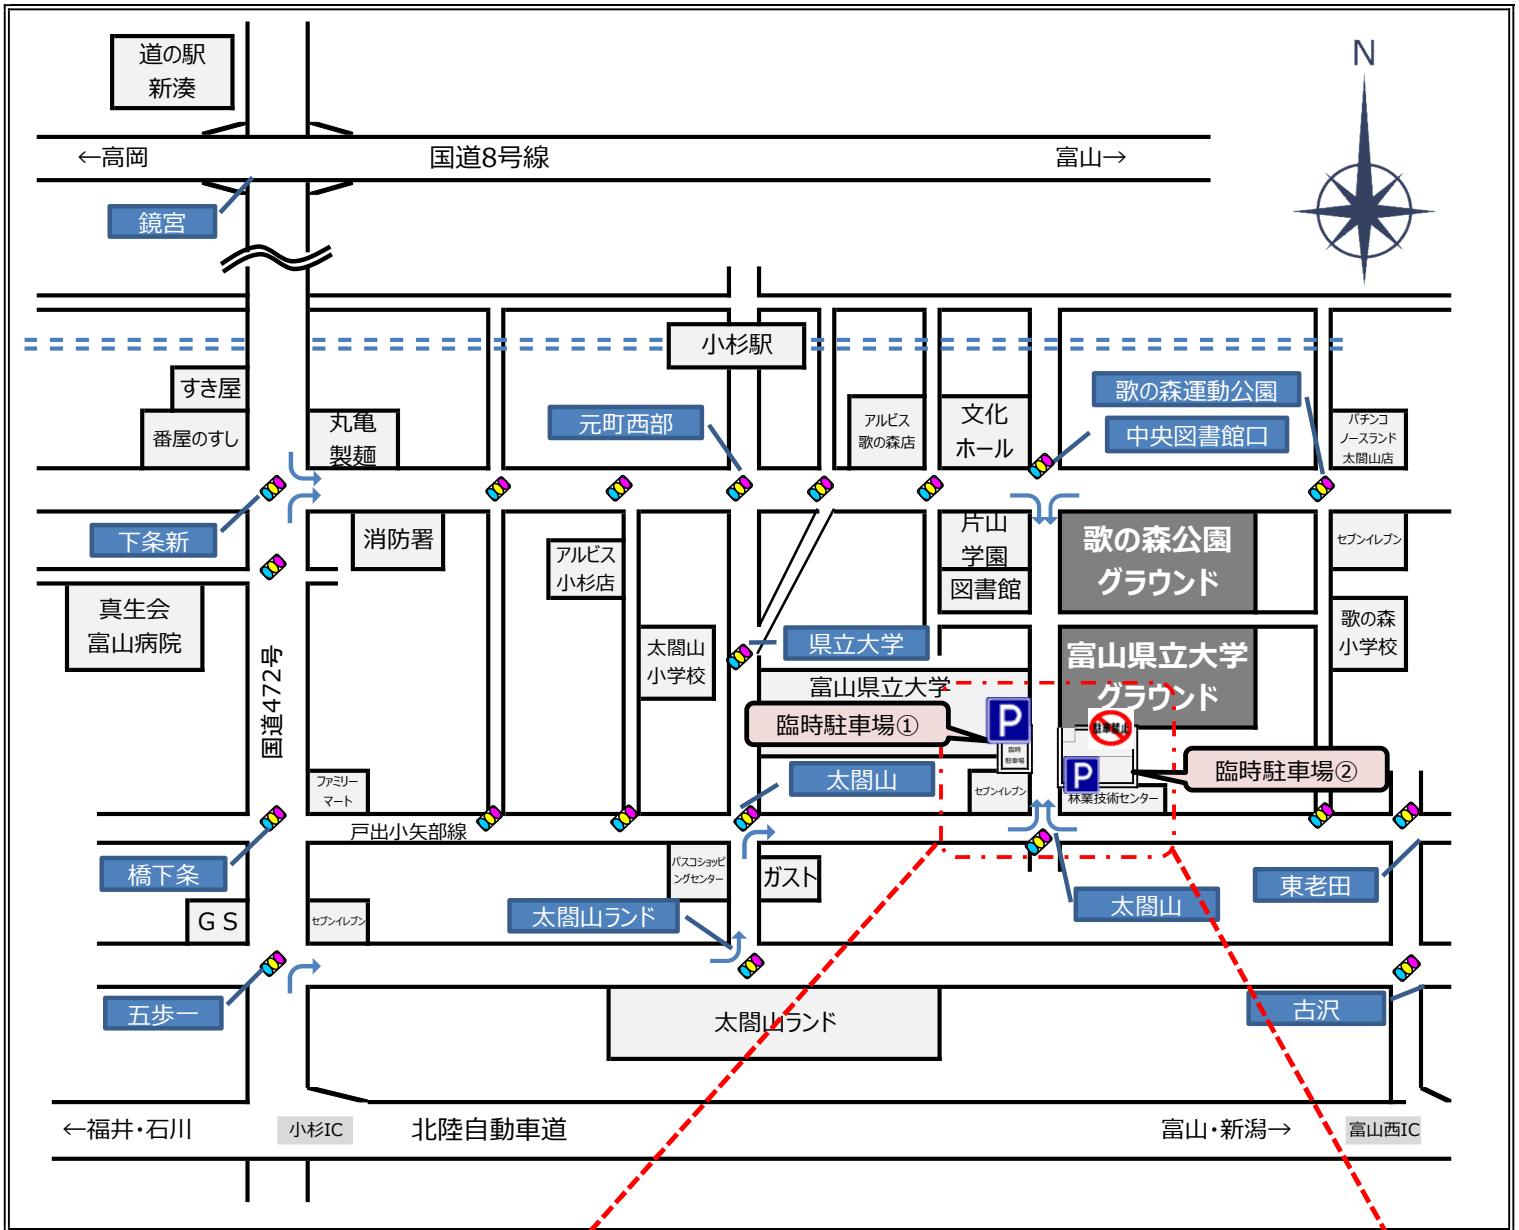 道の駅
新湊
N
←高岡
国道8号線
富山→
鏡宮
小杉駅
すき屋
番屋のすし
丸亀
製麺
元町西部
アルビス
歌の森店
文化
ホール
歌の森運動公園
中央図書館口
パチンコ
ノースランド
太閤山店
下条新
消防署
アルビス
小杉店
片山
学園
図書館
歌の森公園
グラウンド
セブンイレブン
真生会
富山病院
国道472号
太閤山
小学校
県立大学
富山県立大学
富山県立大学
グラウンド
歌の森
小学校
臨時駐車場①
P
臨時
駐車場
駐車禁止
P
臨時駐車場②
ファミリー
マート
太閤山
セブンイレブン
林業技術センター
戸出小矢部線
橋下条
パスコショッピ
ングセンター
ガスト
太閤山
東老田
GS
セブンイレブン
太閤山ランド
五歩一
太閤山ランド
古沢
←福井・石川
小杉IC
北陸自動車道
富山・新潟→
富山西IC